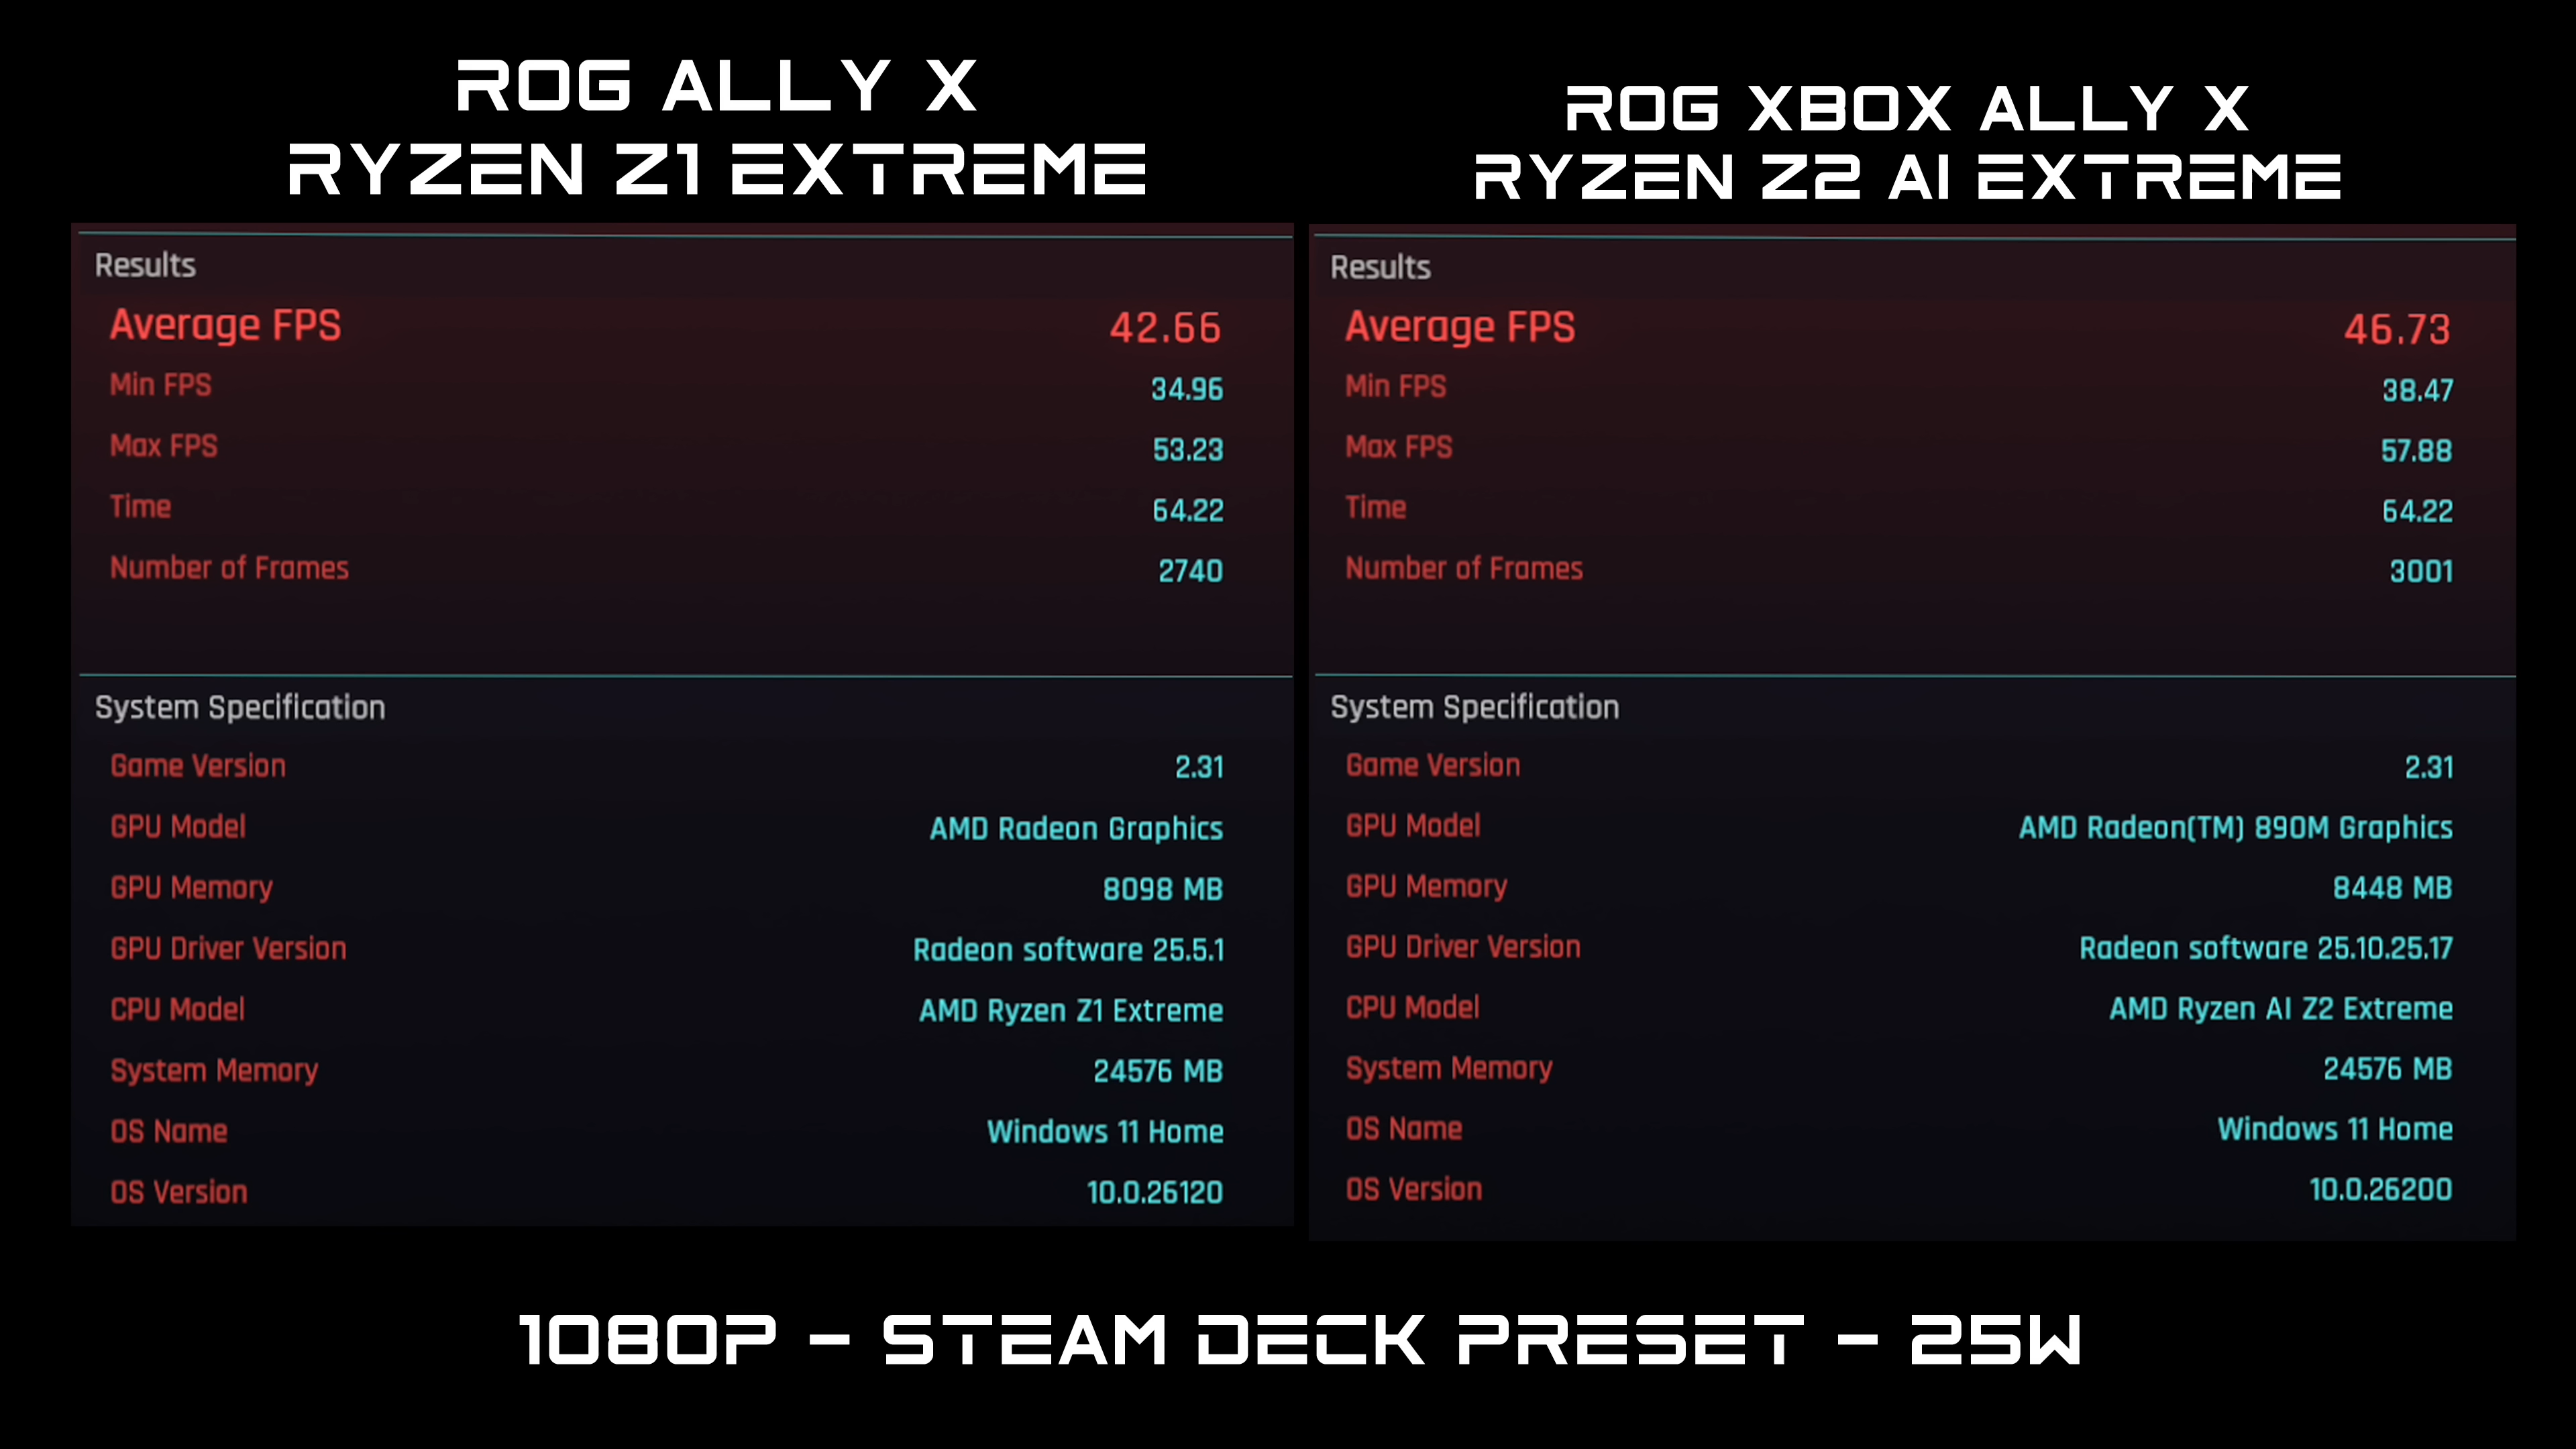 ROG ALLY X
RYZEN Z1 EXTREME
Results
Average FPS 42.66
Min FPS 34.96
Max FPS 53.23
Time 64.22
Number of Frames 2740
System Specification
Game Version 2.31
GPU Model AMD Radeon Graphics
GPU Memory 8098 MB
GPU Driver Version Radeon software 25.5.1
CPU Model AMD Ryzen Z1 Extreme
System Memory 24576 MB
OS Name Windows 11 Home
OS Version 10.0.26120
ROG XBOX ALLY X
RYZEN Z2 AI EXTREME
Results
Average FPS 46.73
Min FPS 38.47
Max FPS 57.88
Time 64.22
Number of Frames 3001
System Specification
Game Version 2.31
GPU Model AMD Radeon(TM) 890M Graphics
GPU Memory 8448 MB
GPU Driver Version Radeon software 25.10.25.17
CPU Model AMD Ryzen AI Z2 Extreme
System Memory 24576 MB
OS Name Windows 11 Home
OS Version 10.0.26200
1080P - STEAM DECK PRESET - 25W